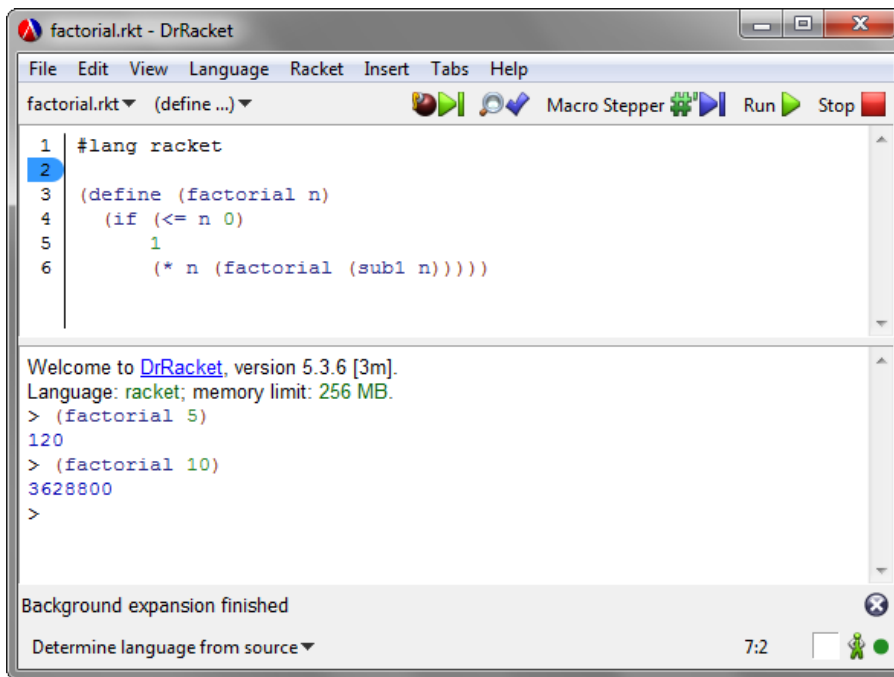 factorial.rkt - DrRacket
File Edit View Language Racket Insert Tabs Help
factorial.rkt (define ...) Macro Stepper #' Run Stop
1 #lang racket
2
3 (define (factorial n)
4   (if (<= n 0)
5       1
6       (* n (factorial (sub1 n)))))
Welcome to DrRacket, version 5.3.6 [3m].
Language: racket; memory limit: 256 MB.
> (factorial 5)
120
> (factorial 10)
3628800
>
Background expansion finished
Determine language from source 7:2